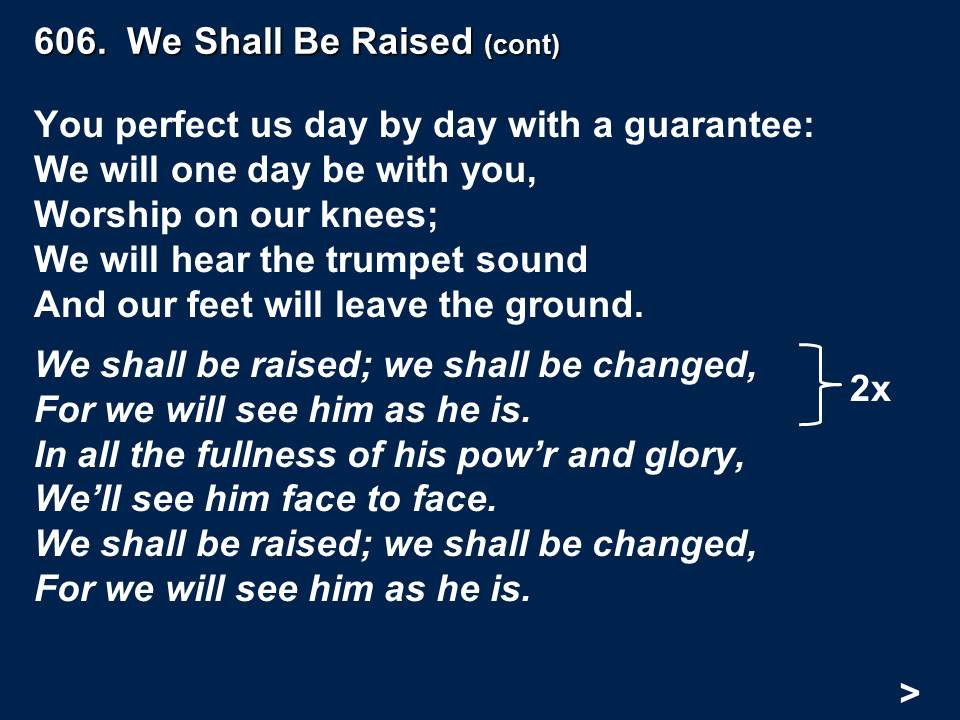 606.  We Shall Be Raised (cont)
You perfect us day by day with a guarantee:
We will one day be with you,
Worship on our knees;
We will hear the trumpet sound
And our feet will leave the ground.
We shall be raised; we shall be changed,
For we will see him as he is.
2x
In all the fullness of his pow’r and glory,
We’ll see him face to face.
We shall be raised; we shall be changed,
For we will see him as he is.
>